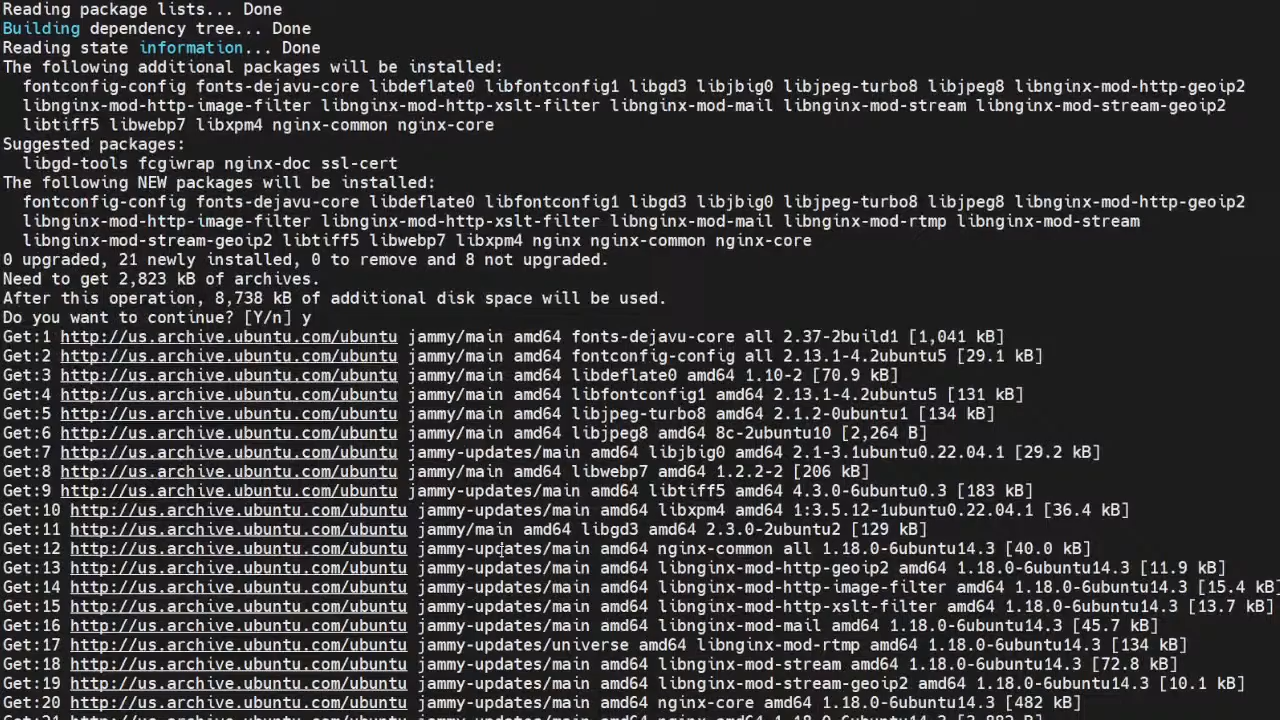 Reading package lists... Done
Building dependency tree... Done
Reading state information... Done
The following additional packages will be installed:
fontconfig-config fonts-dejavu-core libdeflate0 libfontconfig1 libgd3 libjbig0 libjpeg-turbo8 libjpeg8 libnginx-mod-http-geoip2
libnginx-mod-http-image-filter libnginx-mod-http-xslt-filter libnginx-mod-mail libnginx-mod-stream libnginx-mod-stream-geoip2
libtiff5 libwebp7 libxpm4 nginx-common nginx-core
Suggested packages:
libgd-tools fcgiwrap nginx-doc ssl-cert
The following NEW packages will be installed:
fontconfig-config fonts-dejavu-core libdeflate0 libfontconfig1 libgd3 libjbig0 libjpeg-turbo8 libjpeg8 libnginx-mod-http-geoip2
libnginx-mod-http-image-filter libnginx-mod-http-xslt-filter libnginx-mod-mail libnginx-mod-rtmp libnginx-mod-stream
libnginx-mod-stream-geoip2 libtiff5 libwebp7 libxpm4 nginx nginx-common nginx-core
0 upgraded, 21 newly installed, 0 to remove and 8 not upgraded.
Need to get 2,823 kB of archives.
After this operation, 8,738 kB of additional disk space will be used.
Do you want to continue? [Y/n] y
Get:1 http://us.archive.ubuntu.com/ubuntu jammy/main amd64 fonts-dejavu-core all 2.37-2build1 [1,041 kB]
Get:2 http://us.archive.ubuntu.com/ubuntu jammy/main amd64 fontconfig-config all 2.13.1-4.2ubuntu5 [29.1 kB]
Get:3 http://us.archive.ubuntu.com/ubuntu jammy/main amd64 libdeflate0 amd64 1.10-2 [70.9 kB]
Get:4 http://us.archive.ubuntu.com/ubuntu jammy/main amd64 libfontconfig1 amd64 2.13.1-4.2ubuntu5 [131 kB]
Get:5 http://us.archive.ubuntu.com/ubuntu jammy/main amd64 libjpeg-turbo8 amd64 2.1.2-0ubuntu1 [134 kB]
Get:6 http://us.archive.ubuntu.com/ubuntu jammy/main amd64 libjpeg8 amd64 8c-2ubuntu10 [2,264 B]
Get:7 http://us.archive.ubuntu.com/ubuntu jammy-updates/main amd64 libjbig0 amd64 2.1-3.1ubuntu0.22.04.1 [29.2 kB]
Get:8 http://us.archive.ubuntu.com/ubuntu jammy/main amd64 libwebp7 amd64 1.2.2-2 [206 kB]
Get:9 http://us.archive.ubuntu.com/ubuntu jammy-updates/main amd64 libtiff5 amd64 4.3.0-6ubuntu0.3 [183 kB]
Get:10 http://us.archive.ubuntu.com/ubuntu jammy-updates/main amd64 libxpm4 amd64 1:3.5.12-1ubuntu0.22.04.1 [36.4 kB]
Get:11 http://us.archive.ubuntu.com/ubuntu jammy/main amd64 libgd3 amd64 2.3.0-2ubuntu2 [129 kB]
Get:12 http://us.archive.ubuntu.com/ubuntu jammy-updates/main amd64 nginx-common all 1.18.0-6ubuntu14.3 [40.0 kB]
Get:13 http://us.archive.ubuntu.com/ubuntu jammy-updates/main amd64 libnginx-mod-http-geoip2 amd64 1.18.0-6ubuntu14.3 [11.9 kB]
Get:14 http://us.archive.ubuntu.com/ubuntu jammy-updates/main amd64 libnginx-mod-http-image-filter amd64 1.18.0-6ubuntu14.3 [15.4 kB]
Get:15 http://us.archive.ubuntu.com/ubuntu jammy-updates/main amd64 libnginx-mod-http-xslt-filter amd64 1.18.0-6ubuntu14.3 [13.7 kB]
Get:16 http://us.archive.ubuntu.com/ubuntu jammy-updates/main amd64 libnginx-mod-mail amd64 1.18.0-6ubuntu14.3 [45.7 kB]
Get:17 http://us.archive.ubuntu.com/ubuntu jammy-updates/universe amd64 libnginx-mod-rtmp amd64 1.18.0-6ubuntu14.3 [134 kB]
Get:18 http://us.archive.ubuntu.com/ubuntu jammy-updates/main amd64 libnginx-mod-stream amd64 1.18.0-6ubuntu14.3 [72.8 kB]
Get:19 http://us.archive.ubuntu.com/ubuntu jammy-updates/main amd64 libnginx-mod-stream-geoip2 amd64 1.18.0-6ubuntu14.3 [10.1 kB]
Get:20 http://us.archive.ubuntu.com/ubuntu jammy-updates/main amd64 nginx-core amd64 1.18.0-6ubuntu14.3 [482 kB]